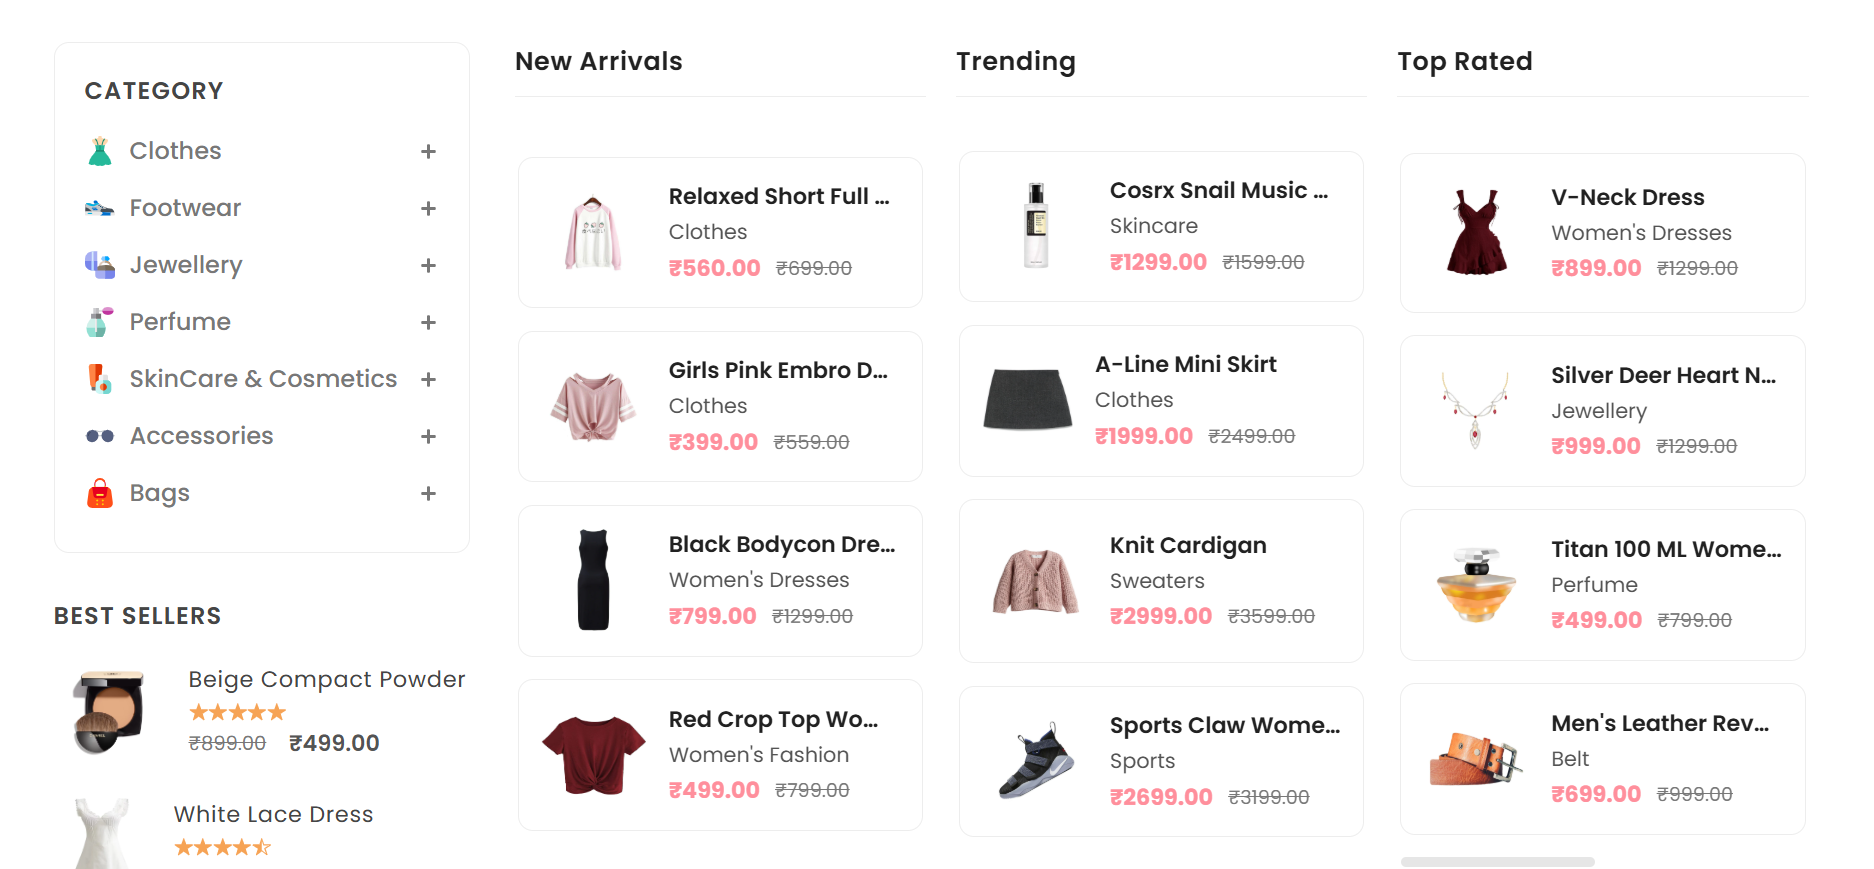 CATEGORY
Clothes
Footwear
Jewellery
Perfume
SkinCare & Cosmetics
Accessories
Bags
BEST SELLERS
Beige Compact Powder
₹899.00 ₹499.00
White Lace Dress
New Arrivals
Relaxed Short Full ...
Clothes
₹560.00 ₹699.00
Girls Pink Embro D...
Clothes
₹399.00 ₹559.00
Black Bodycon Dre...
Women's Dresses
₹799.00 ₹1299.00
Red Crop Top Wo...
Women's Fashion
₹499.00 ₹799.00
Trending
Cosrx Snail Music ...
Skincare
₹1299.00 ₹1599.00
A-Line Mini Skirt
Clothes
₹1999.00 ₹2499.00
Knit Cardigan
Sweaters
₹2999.00 ₹3599.00
Sports Claw Wome...
Sports
₹2699.00 ₹3199.00
Top Rated
V-Neck Dress
Women's Dresses
₹899.00 ₹1299.00
Silver Deer Heart N...
Jewellery
₹999.00 ₹1299.00
Titan 100 ML Wome...
Perfume
₹499.00 ₹799.00
Men's Leather Rev...
Belt
₹699.00 ₹999.00